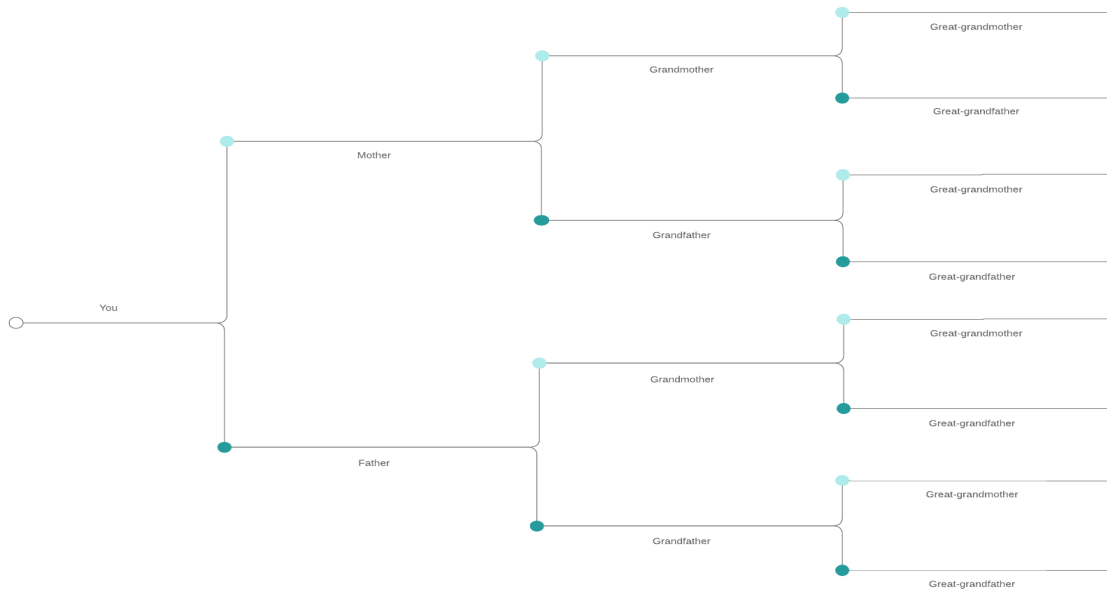 Great-grandmother
Grandmother
Great-grandfather
Mother
Great-grandmother
Grandfather
Great-grandfather
You
Great-grandmother
Grandmother
Great-grandfather
Father
Great-grandmother
Grandfather
Great-grandfather